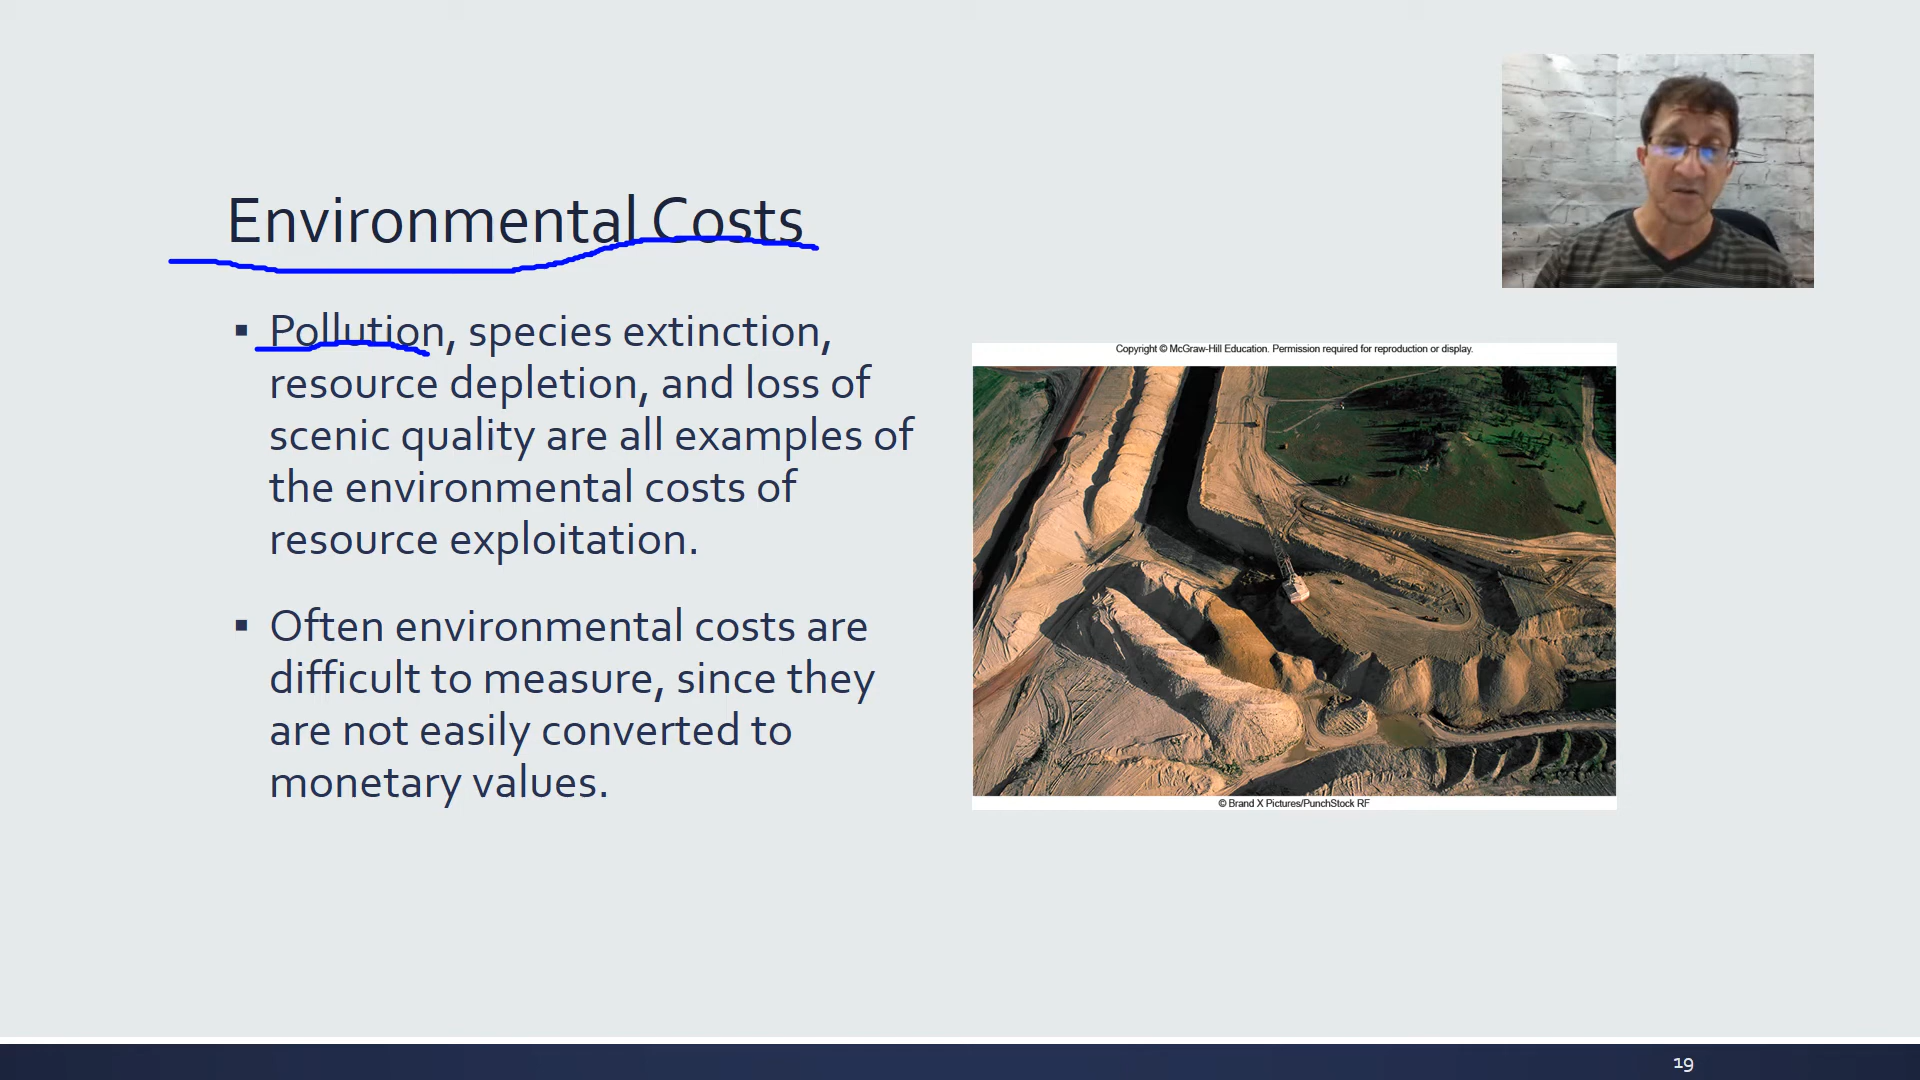 Environmental Costs
▪ Pollution, species extinction,
resource depletion, and loss of
scenic quality are all examples of
the environmental costs of
resource exploitation.
▪ Often environmental costs are
difficult to measure, since they
are not easily converted to
monetary values.
Copyright © McGraw-Hill Education. Permission required for reproduction or display.
© Brand X Pictures/PunchStock RF
19